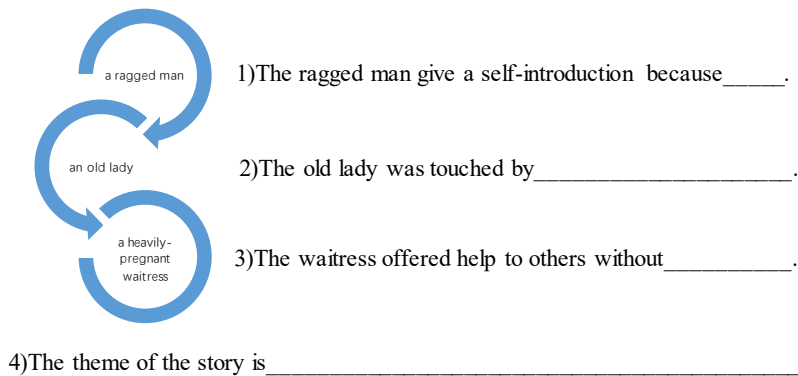 a ragged man
1)The ragged man give a self-introduction because_____.
an old lady
2)The old lady was touched by_____________________.
a heavily-
pregnant
waitress
3)The waitress offered help to others without__________.
4)The theme of the story is___________________________________________